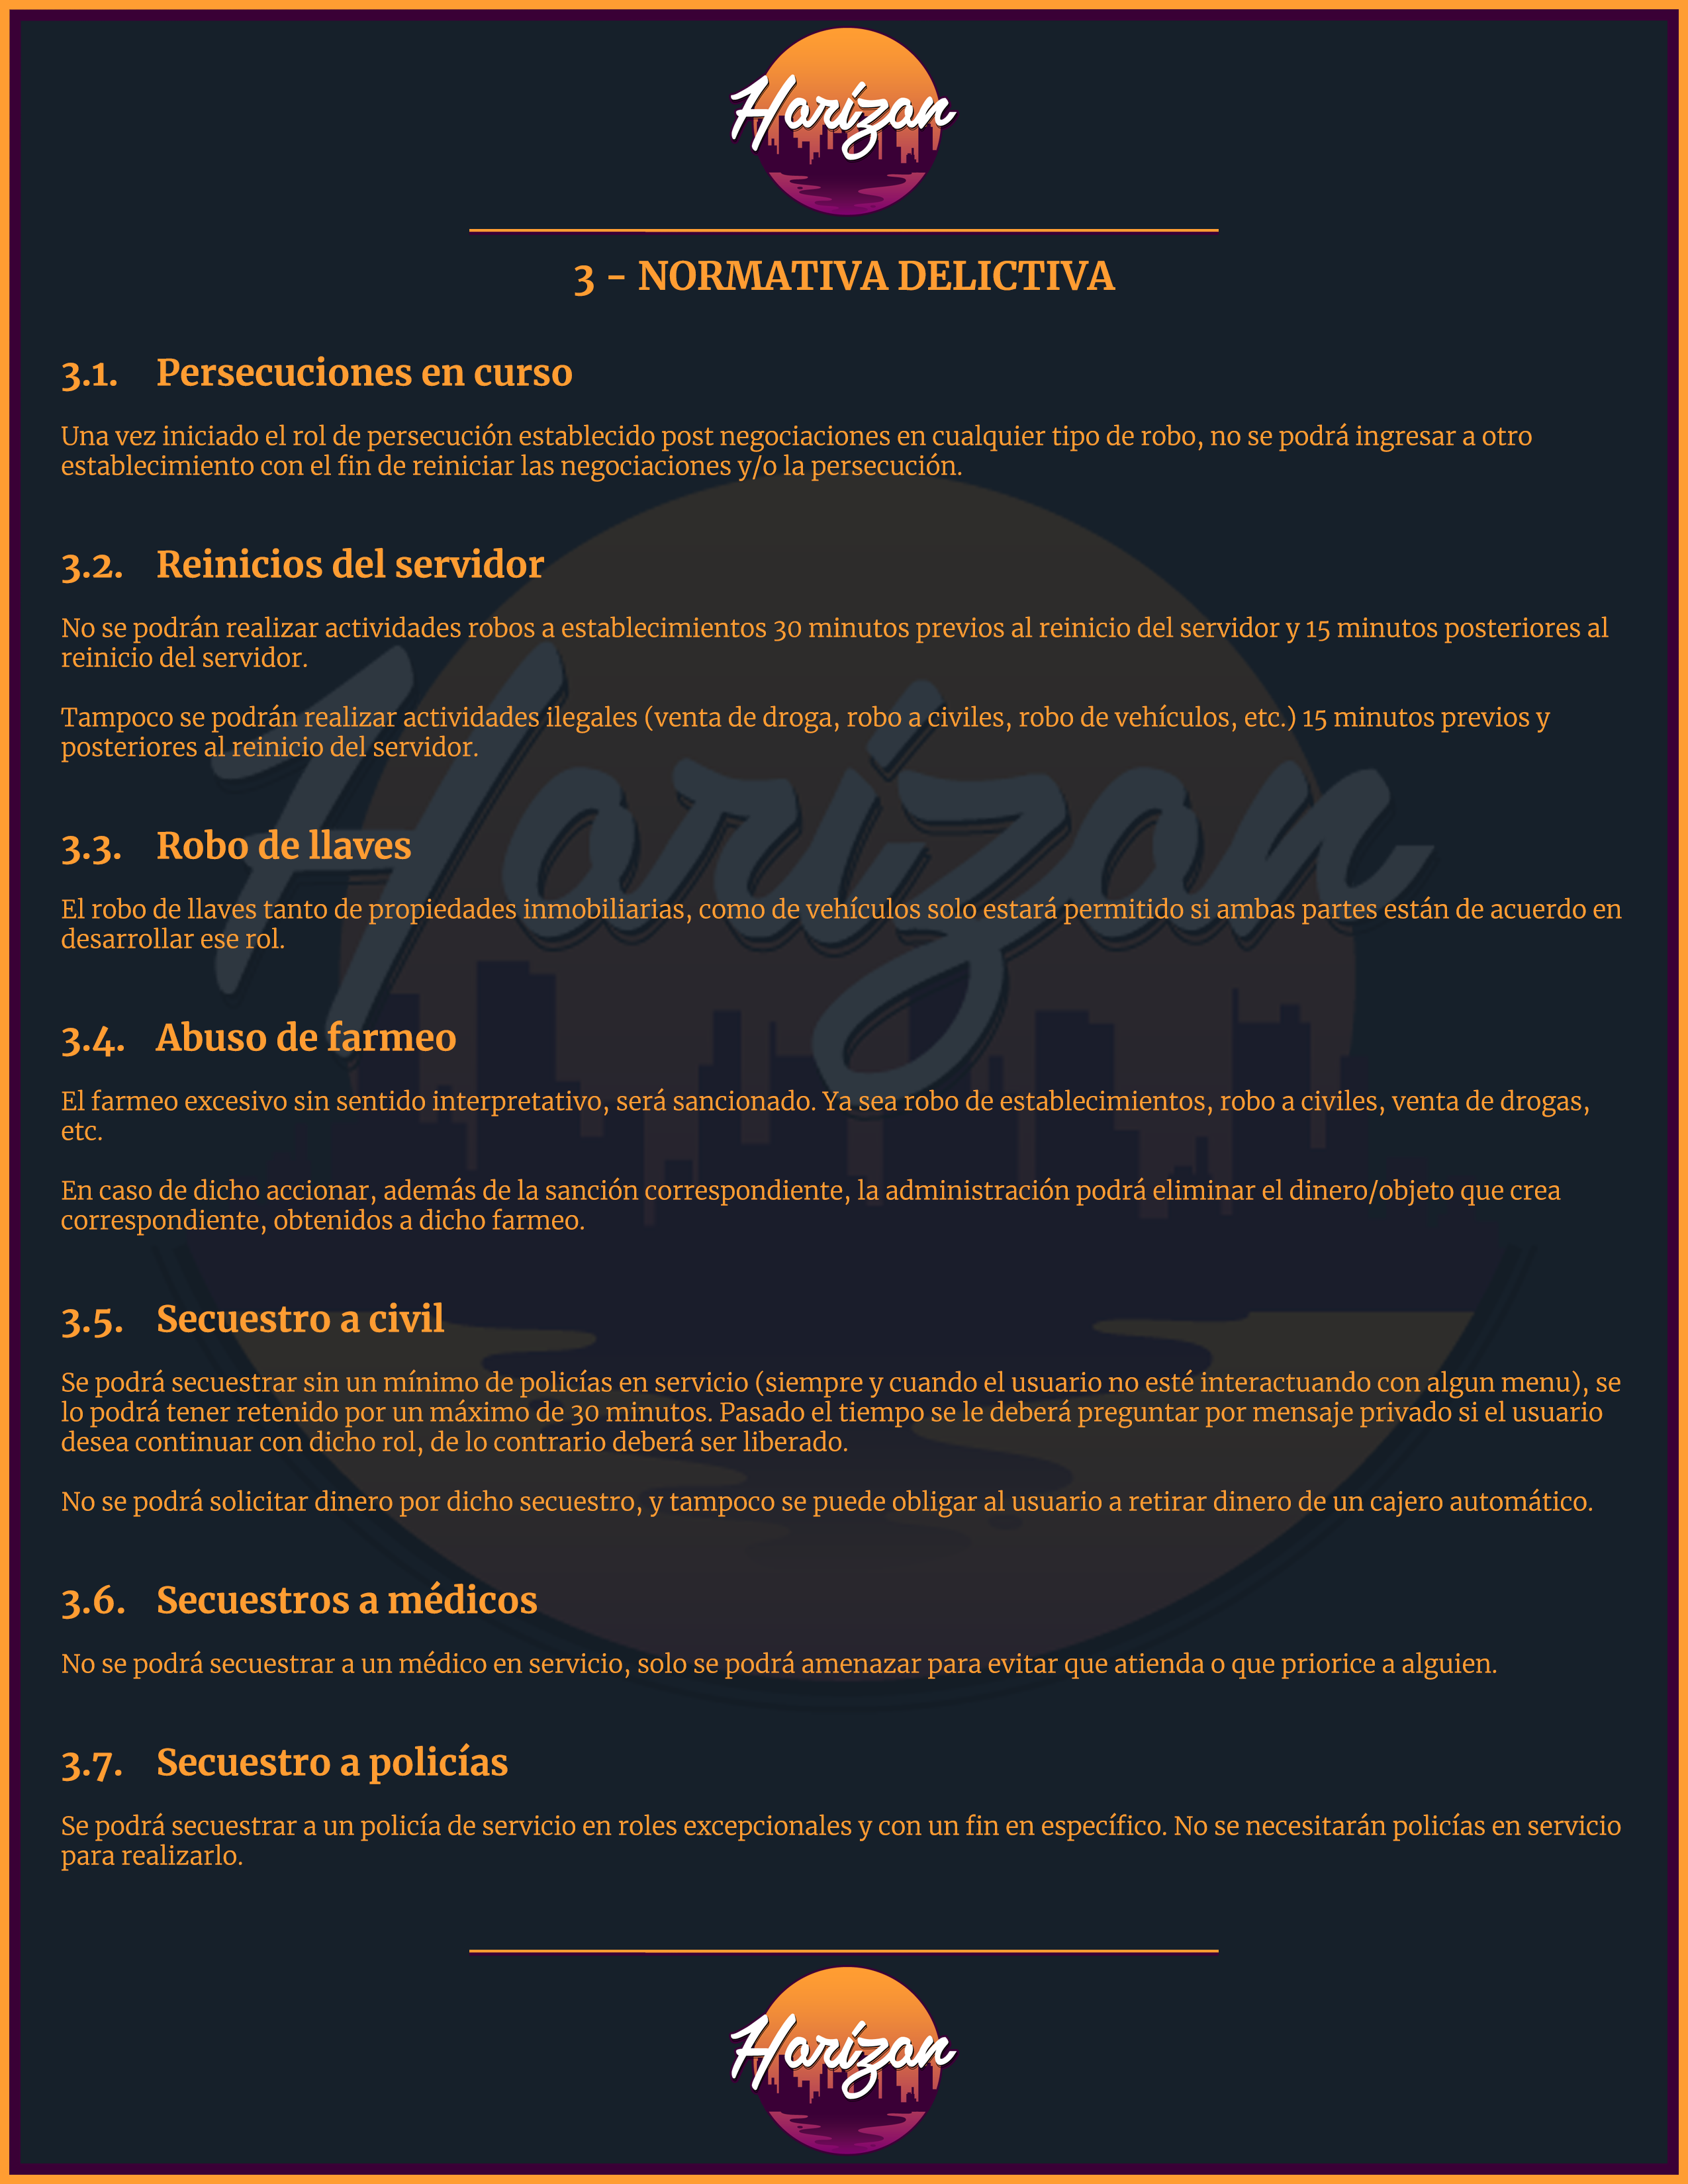 Horizon
3 - NORMATIVA DELICTIVA
3.1. Persecuciones en curso
Una vez iniciado el rol de persecución establecido post negociaciones en cualquier tipo de robo, no se podrá ingresar a otro
establecimiento con el fin de reiniciar las negociaciones y/o la persecución.
3.2. Reinicios del servidor
No se podrán realizar actividades robos a establecimientos 30 minutos previos al reinicio del servidor y 15 minutos posteriores al
reinicio del servidor.
Tampoco se podrán realizar actividades ilegales (venta de droga, robo a civiles, robo de vehículos, etc.) 15 minutos previos y
posteriores al reinicio del servidor.
Horizon
3.3. Robo de llaves
El robo de llaves tanto de propiedades inmobiliarias, como de vehículos solo estará permitido si ambas partes están de acuerdo en
desarrollar ese rol.
3.4. Abuso de farmeo
El farmeo excesivo sin sentido interpretativo, será sancionado. Ya sea robo de establecimientos, robo a civiles, venta de drogas,
etc.
En caso de dicho accionar, además de la sanción correspondiente, la administración podrá eliminar el dinero/objeto que crea
correspondiente, obtenidos a dicho farmeo.
3.5. Secuestro a civil
Se podrá secuestrar sin un mínimo de policías en servicio (siempre y cuando el usuario no esté interactuando con algun menu), se
lo podrá tener retenido por un máximo de 30 minutos. Pasado el tiempo se le deberá preguntar por mensaje privado si el usuario
desea continuar con dicho rol, de lo contrario deberá ser liberado.
No se podrá solicitar dinero por dicho secuestro, y tampoco se puede obligar al usuario a retirar dinero de un cajero automático.
3.6. Secuestros a médicos
No se podrá secuestrar a un médico en servicio, solo se podrá amenazar para evitar que atienda o que priorice a alguien.
3.7. Secuestro a policías
Se podrá secuestrar a un policía de servicio en roles excepcionales y con un fin en específico. No se necesitarán policías en servicio
para realizarlo.
Horizon